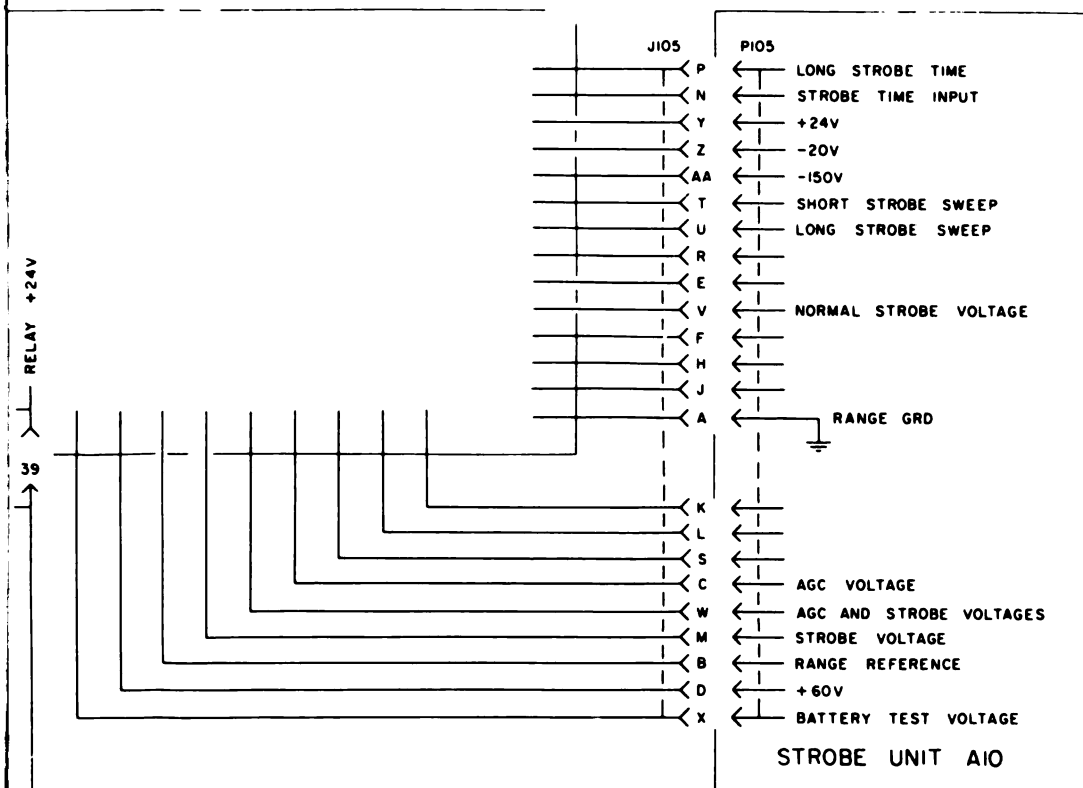 J105 P105
P LONG STROBE TIME
N STROBE TIME INPUT
Y +24V
Z -20V
AA -150V
T SHORT STROBE SWEEP
U LONG STROBE SWEEP
R
E
V NORMAL STROBE VOLTAGE
F
H
J
A RANGE GRD
RELAY +24V
39
K
L
S
C AGC VOLTAGE
W AGC AND STROBE VOLTAGES
M STROBE VOLTAGE
B RANGE REFERENCE
D +60V
X BATTERY TEST VOLTAGE
STROBE UNIT A10